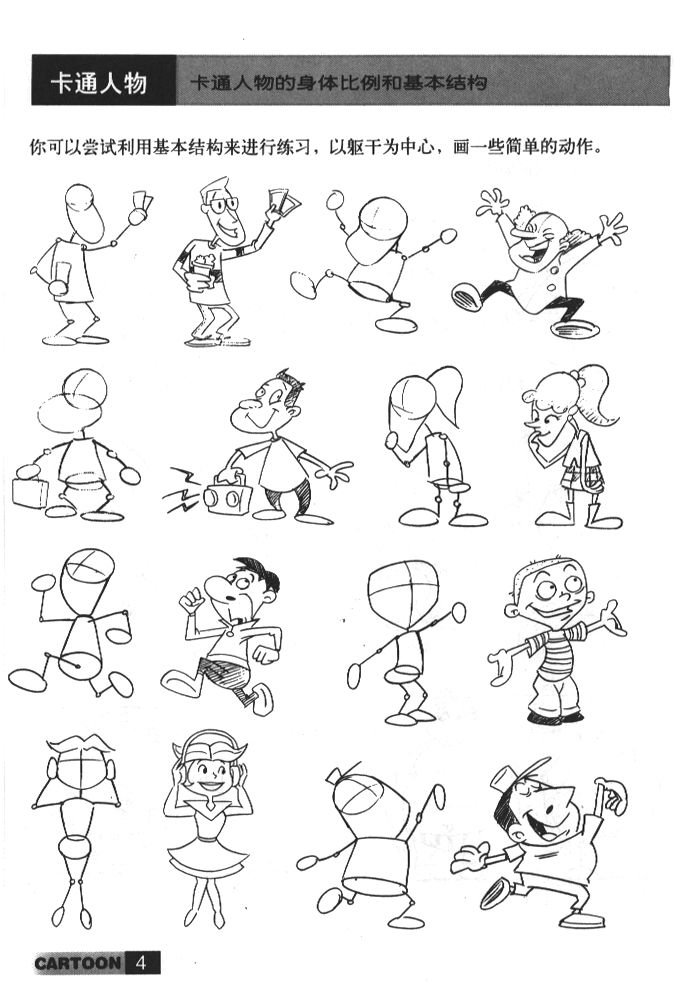 卡通人物
卡通人物的身体比例和基本结构
你可以尝试利用基本结构来进行练习，以躯干为中心，画一些简单的动作。
CARTOON 4